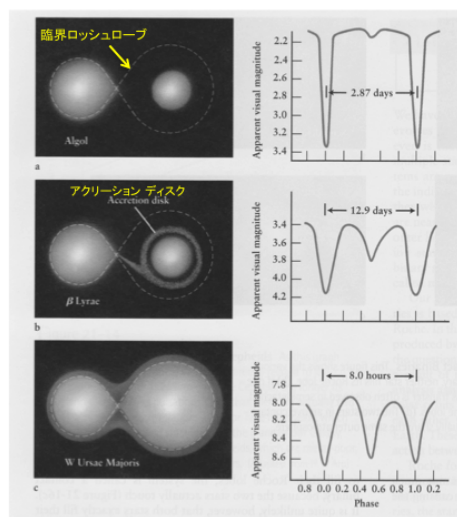 臨界ロッシュローブ
Algol
a
Apparent visual magnitude
2.2
2.4
2.6
2.8
3.0
3.2
3.4
2.87 days
アクリーション ディスク
Accretion disk
β Lyrae
b
Apparent visual magnitude
3.4
3.6
3.8
4.0
4.2
12.9 days
W Ursae Majoris
c
Apparent visual magnitude
7.8
8.0
8.2
8.4
8.6
8.0 hours
0.8 0.0 0.2 0.4 0.6 0.8 1.0 0.2
Phase